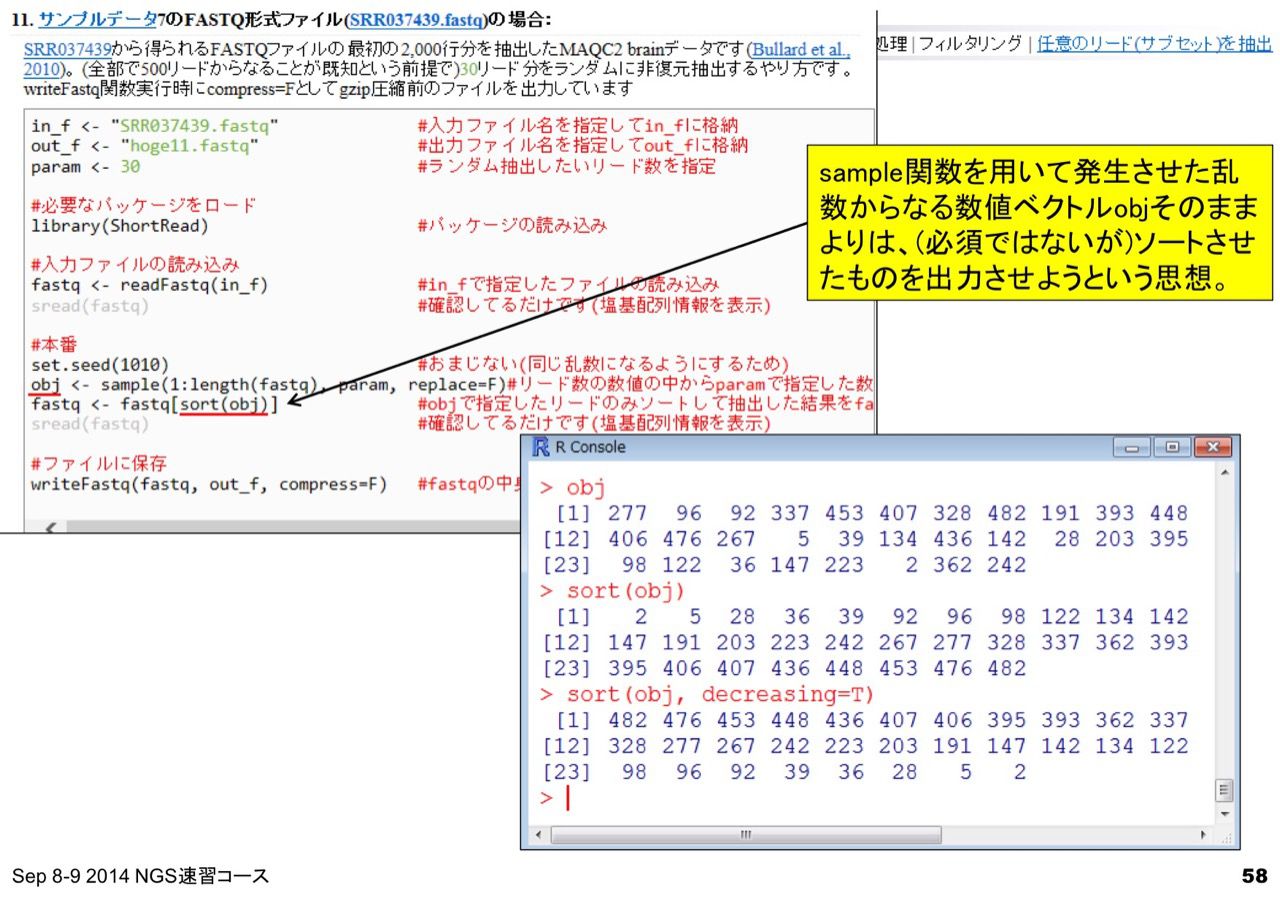 11. サンプルデータ7のFASTQ形式ファイル(SRR037439.fastq)の場合:
SRR037439から得られるFASTQファイルの最初の2,000行分を抽出したMAQC2 brainデータです(Bullard et al.,
2010)。(全部で500リードからなることが既知という前提で)30リード分をランダムに非復元抽出するやり方です。
writeFastq関数実行時にcompress=Fとしてgzip圧縮前のファイルを出力しています
処理 | フィルタリング | 任意のリード(サブセット)を抽出
in_f <- "SRR037439.fastq" #入力ファイル名を指定してin_fに格納
out_f <- "hoge11.fastq" #出力ファイル名を指定してout_fに格納
param <- 30 #ランダム抽出したいリード数を指定
#必要なパッケージをロード
library(ShortRead) #パッケージの読み込み
#入力ファイルの読み込み
fastq <- readFastq(in_f) #in_fで指定したファイルの読み込み
sread(fastq) #確認してるだけです(塩基配列情報を表示)
#本番
set.seed(1010) #おまじない(同じ乱数になるようにするため)
obj <- sample(1:length(fastq), param, replace=F)#リード数の数値の中からparamで指定した数
fastq <- fastq[sort(obj)] #objで指定したリードのみソートして抽出した結果をfa
sread(fastq) #確認してるだけです(塩基配列情報を表示)
#ファイルに保存
writeFastq(fastq, out_f, compress=F) #fastqの中身
sample関数を用いて発生させた乱
数からなる数値ベクトルobjそのまま
よりは、(必須ではないが)ソートさせ
たものを出力させようという思想。
R Console
> obj
[1] 277 96 92 337 453 407 328 482 191 393 448
[12] 406 476 267 5 39 134 436 142 28 203 395
[23] 98 122 36 147 223 2 362 242
> sort(obj)
[1] 2 5 28 36 39 92 96 98 122 134 142
[12] 147 191 203 223 242 267 277 328 337 362 393
[23] 395 406 407 436 448 453 476 482
> sort(obj, decreasing=T)
[1] 482 476 453 448 436 407 406 395 393 362 337
[12] 328 277 267 242 223 203 191 147 142 134 122
[23] 98 96 92 39 36 28 5 2
>
Sep 8-9 2014 NGS速習コース
58